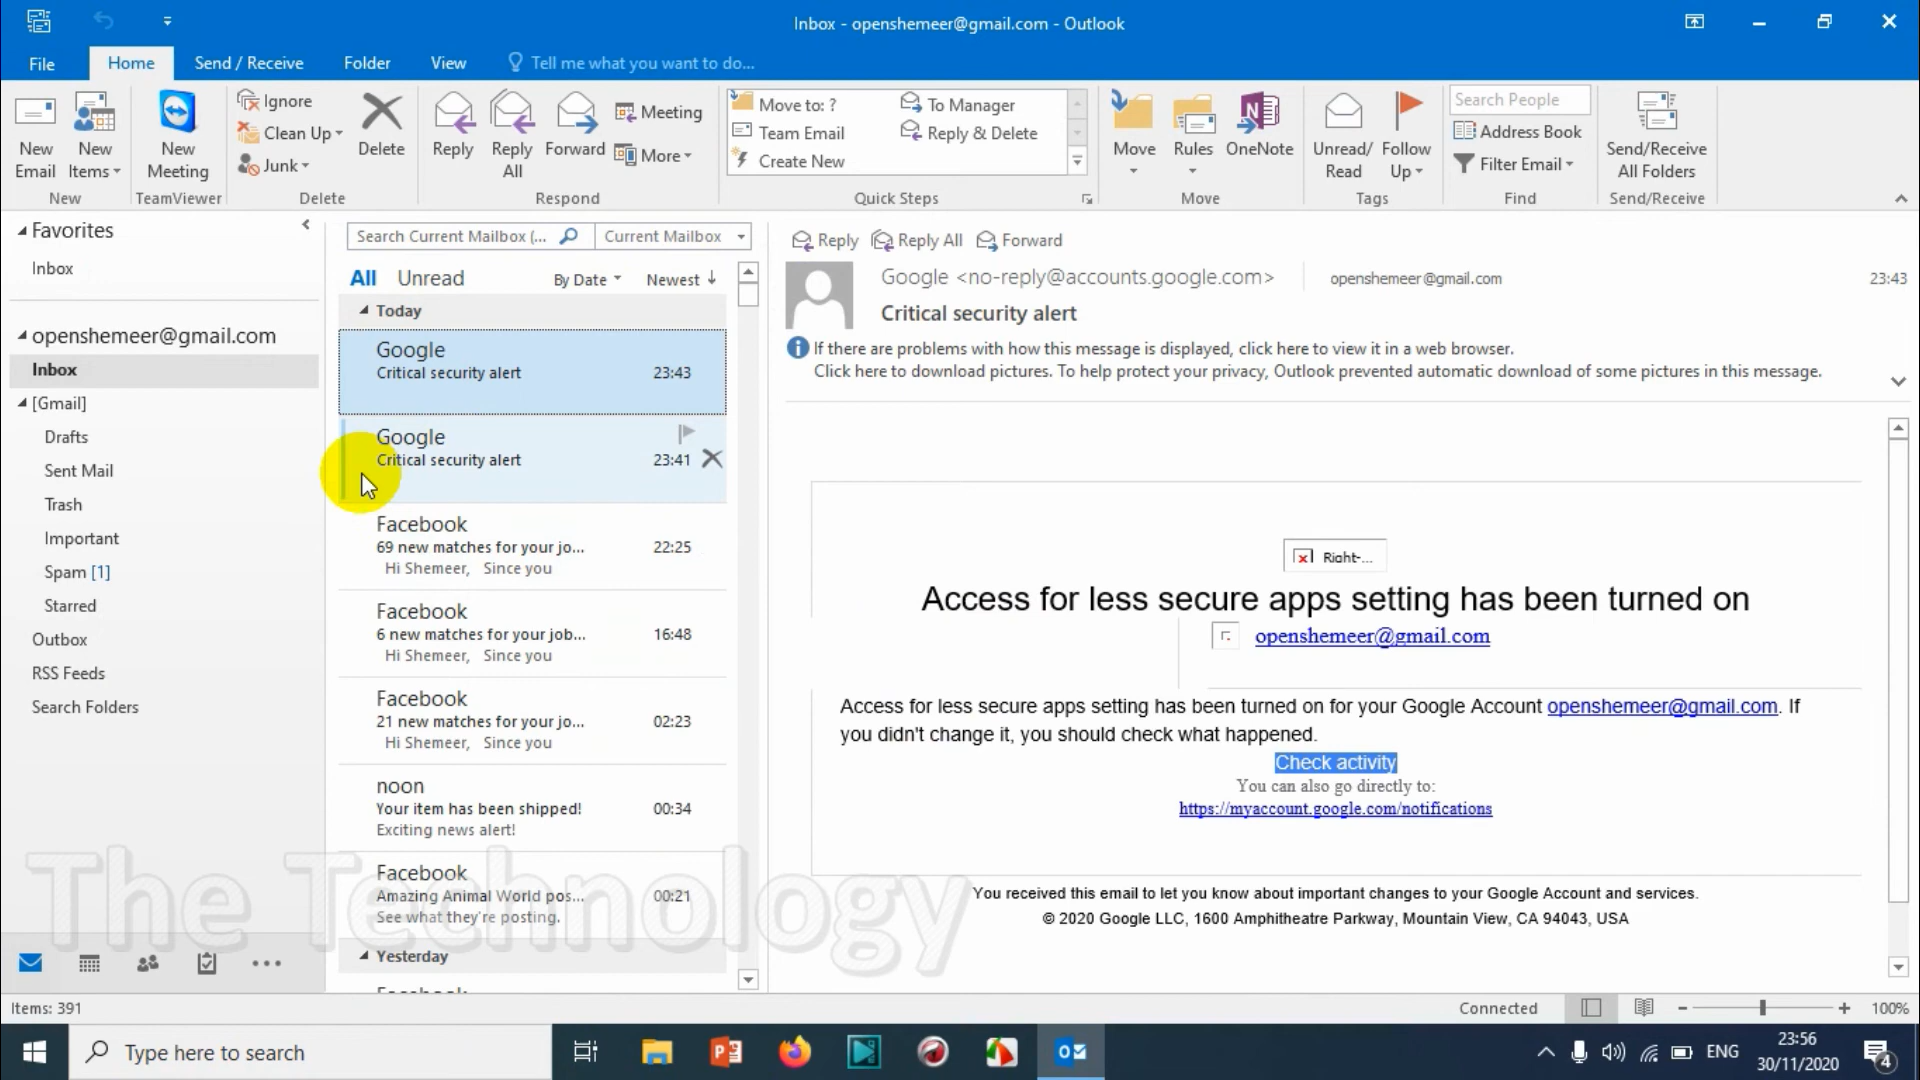 Inbox - openshemeer@gmail.com - Outlook
File Home Send / Receive Folder View Tell me what you want to do...
New Email
New Items
New
New Meeting
TeamViewer
Ignore
Clean Up
Junk
Delete
Delete
Reply
Reply All
Forward
Meeting
More
Respond
Move to: ?
Team Email
Create New
To Manager
Reply & Delete
Quick Steps
Move
Rules
OneNote
Move
Unread/ Read
Follow Up
Tags
Search People
Address Book
Filter Email
Find
Send/Receive All Folders
Send/Receive
Favorites
Inbox
openshemeer@gmail.com
Inbox
[Gmail]
Drafts
Sent Mail
Trash
Important
Spam [1]
Starred
Outbox
RSS Feeds
Search Folders
Search Current Mailbox (... Current Mailbox
All Unread By Date Newest
Today
Google
Critical security alert 23:43
Google
Critical security alert 23:41
Facebook
69 new matches for your jo... 22:25
Hi Shemeer, Since you
Facebook
6 new matches for your job... 16:48
Hi Shemeer, Since you
Facebook
21 new matches for your jo... 02:23
Hi Shemeer, Since you
noon
Your item has been shipped! 00:34
Exciting news alert!
Facebook
Amazing Animal World pos... 00:21
See what they're posting.
Yesterday
Reply Reply All Forward
Google <no-reply@accounts.google.com> openshemeer@gmail.com 23:43
Critical security alert
If there are problems with how this message is displayed, click here to view it in a web browser.
Click here to download pictures. To help protect your privacy, Outlook prevented automatic download of some pictures in this message.
Right-...
Access for less secure apps setting has been turned on
openshemeer@gmail.com
Access for less secure apps setting has been turned on for your Google Account openshemeer@gmail.com. If
you didn't change it, you should check what happened.
Check activity
You can also go directly to:
https://myaccount.google.com/notifications
You received this email to let you know about important changes to your Google Account and services.
© 2020 Google LLC, 1600 Amphitheatre Parkway, Mountain View, CA 94043, USA
The Technology
Items: 391 Connected 100%
Type here to search
ENG
23:56
30/11/2020
4